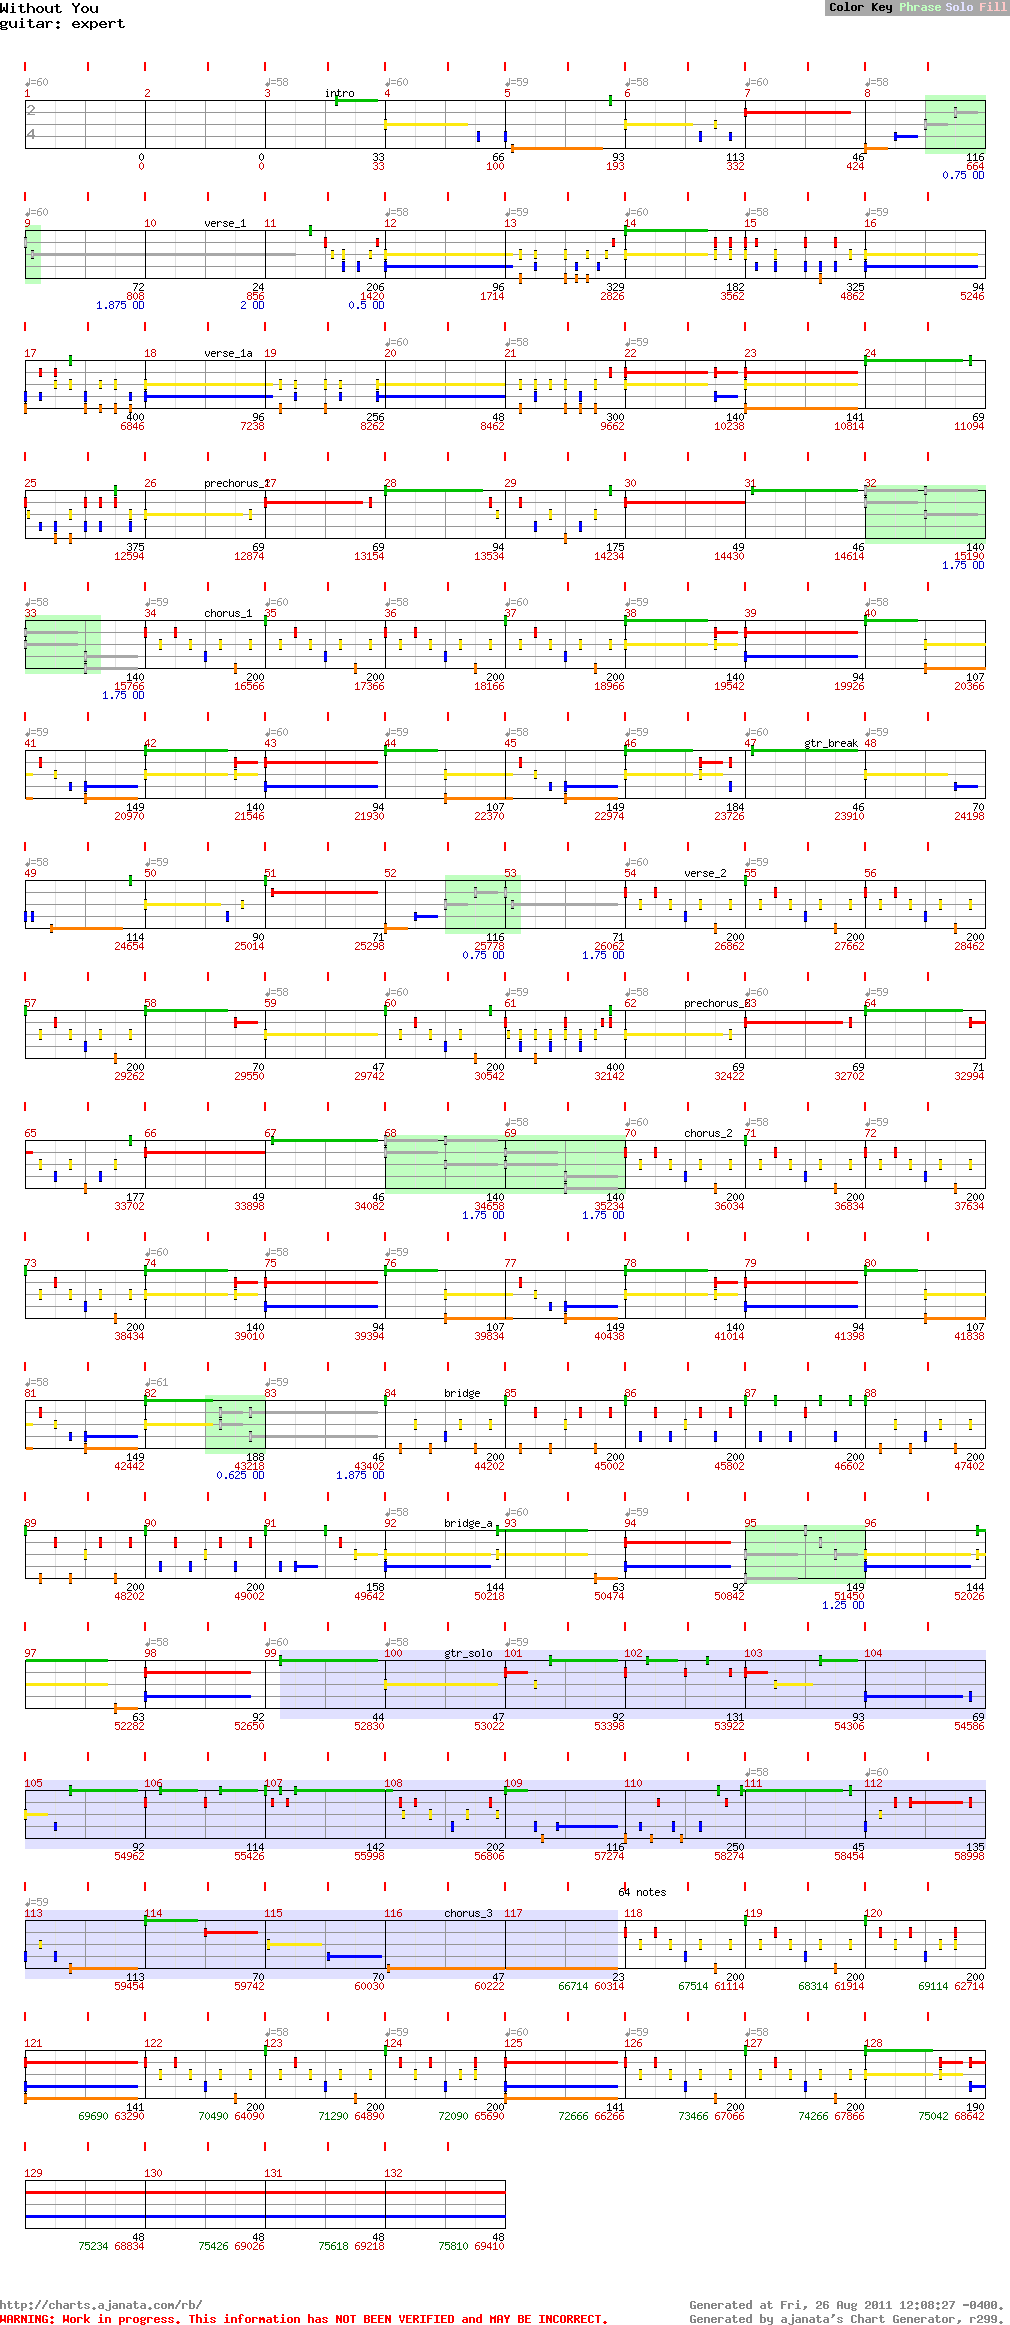 Without You
guitar: expert
Color Key Phrase Solo Fill
♩=60 ♩=58 ♩=60 ♩=59 ♩=60 ♩=60 ♩=58
1 2 3 intro 4 5 6 7 8
2
4
0 0 33 66 93 113 46 116
0 0 33 100 193 332 424 664
0.75 OD
♩=60 ♩=58 ♩=59 ♩=60 ♩=58 ♩=59
9 10 verse_1 11 12 13 14 15 16
72 24 206 96 329 182 325 94
808 856 1420 1714 2826 3562 4862 5246
1.875 OD 2 OD 0.5 OD
♩=60 ♩=59
17 18 verse_1a 19 20 21 22 23 24
400 96 256 48 300 140 141 69
6846 7238 8262 8462 9662 10238 10814 11094
25 26 prechorus_1 27 28 29 30 31 32
375 69 69 94 175 49 46 140
12594 12874 13154 13534 14234 14430 14614 15190
1.75 OD
♩=58 ♩=59 ♩=60 ♩=58 ♩=60 ♩=59 ♩=60
33 34 chorus_1 35 36 37 38 39 40
140 200 200 200 200 140 94 107
15766 16566 17366 18166 18966 19542 19926 20366
1.75 OD
♩=59 ♩=60 ♩=59 ♩=58 ♩=59 ♩=60 ♩=59
41 42 43 44 45 46 47 gtr_break 48
149 140 94 107 149 184 46 70
20970 21546 21930 22370 22974 23726 23910 24198
♩=58 ♩=59 ♩=60 ♩=59
49 50 51 52 53 54 verse_2 55 56
114 90 71 116 71 200 200 200
24654 25014 25298 25778 26062 26862 27662 28462
0.75 OD 1.75 OD
♩=58 ♩=60 ♩=59 ♩=58 ♩=60 ♩=59
57 58 59 60 61 62 prechorus_2 63 64
200 70 47 200 400 69 69 71
29262 29550 29742 30542 32142 32422 32702 32994
♩=58 ♩=60 ♩=58 ♩=59
65 66 67 68 69 70 chorus_2 71 72
177 49 46 140 140 200 200 200
33702 33898 34082 34658 35234 36034 36834 37634
1.75 OD 1.75 OD
♩=60 ♩=58 ♩=59
73 74 75 76 77 78 79 80
200 140 94 107 149 140 94 107
38434 39010 39394 39834 40438 41014 41398 41838
♩=58 ♩=61 ♩=59
81 82 83 84 bridge 85 86 87 88
149 188 46 200 200 200 200 200
42442 43218 43402 44202 45002 45802 46602 47402
0.625 OD 1.875 OD
♩=58 ♩=60 ♩=59
89 90 91 92 bridge_a 93 94 95 96
200 200 158 144 63 92 149 144
48202 49002 49642 50218 50474 50842 51450 52026
1.25 OD
♩=58 ♩=60 ♩=58 ♩=59
97 98 99 100 gtr_solo 101 102 103 104
63 92 44 47 92 131 93 69
52282 52650 52830 53022 53398 53922 54306 54586
♩=58 ♩=60
105 106 107 108 109 110 111 112
92 114 142 202 116 250 45 135
54962 55426 55998 56806 57274 58274 58454 58998
64 notes
♩=59
113 114 115 116 chorus_3 117 118 119 120
113 70 70 47 23 200 200 200
59454 59742 60030 60222 66714 60314 67514 61114 68314 61914 69114 62714
♩=58 ♩=59 ♩=60 ♩=59 ♩=58
121 122 123 124 125 126 127 128
141 200 200 200 141 200 200 190
69690 63290 70490 64090 71290 64890 72090 65690 72666 66266 73466 67066 74266 67866 75042 68642
129 130 131 132
48 48 48 48
75234 68834 75426 69026 75618 69218 75810 69410
http://charts.ajanata.com/rb/
Generated at Fri, 26 Aug 2011 12:08:27 -0400.
WARNING: Work in progress. This information has NOT BEEN VERIFIED and MAY BE INCORRECT.
Generated by ajanata's Chart Generator, r299.